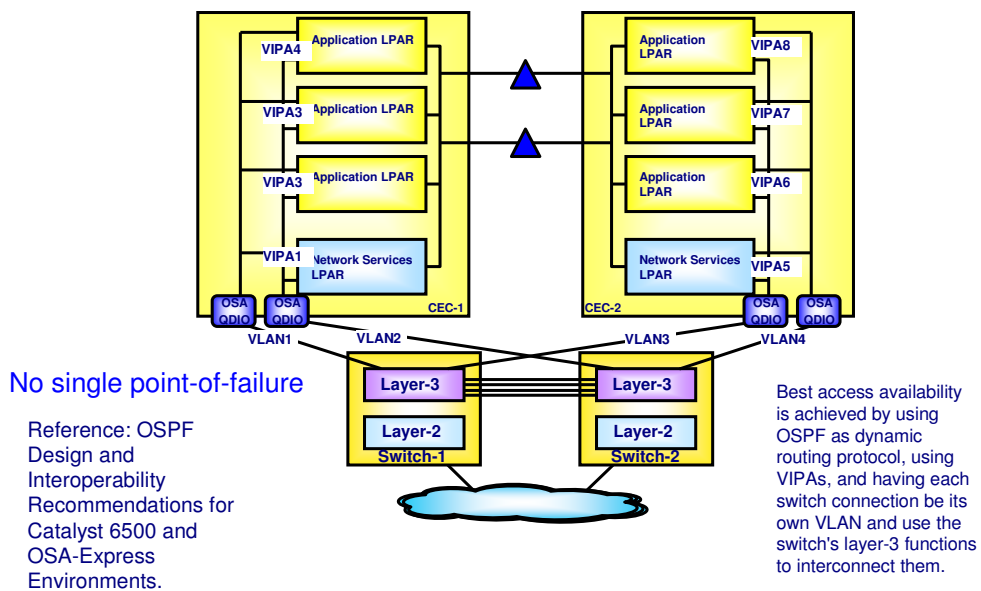 VIPA4
Application LPAR
VIPA3
Application LPAR
VIPA3
Application LPAR
VIPA1
Network Services
LPAR
OSA
QDIO
OSA
QDIO
CEC-1
Application
LPAR
VIPA8
Application
LPAR
VIPA7
Application
LPAR
VIPA6
Network Services
LPAR
VIPA5
CEC-2
OSA
QDIO
OSA
QDIO
VLAN1
VLAN2
VLAN3
VLAN4
Layer-3
Layer-2
Switch-1
Layer-3
Layer-2
Switch-2
No single point-of-failure
Reference: OSPF
Design and
Interoperability
Recommendations for
Catalyst 6500 and
OSA-Express
Environments.
Best access availability
is achieved by using
OSPF as dynamic
routing protocol, using
VIPAs, and having each
switch connection be its
own VLAN and use the
switch's layer-3 functions
to interconnect them.